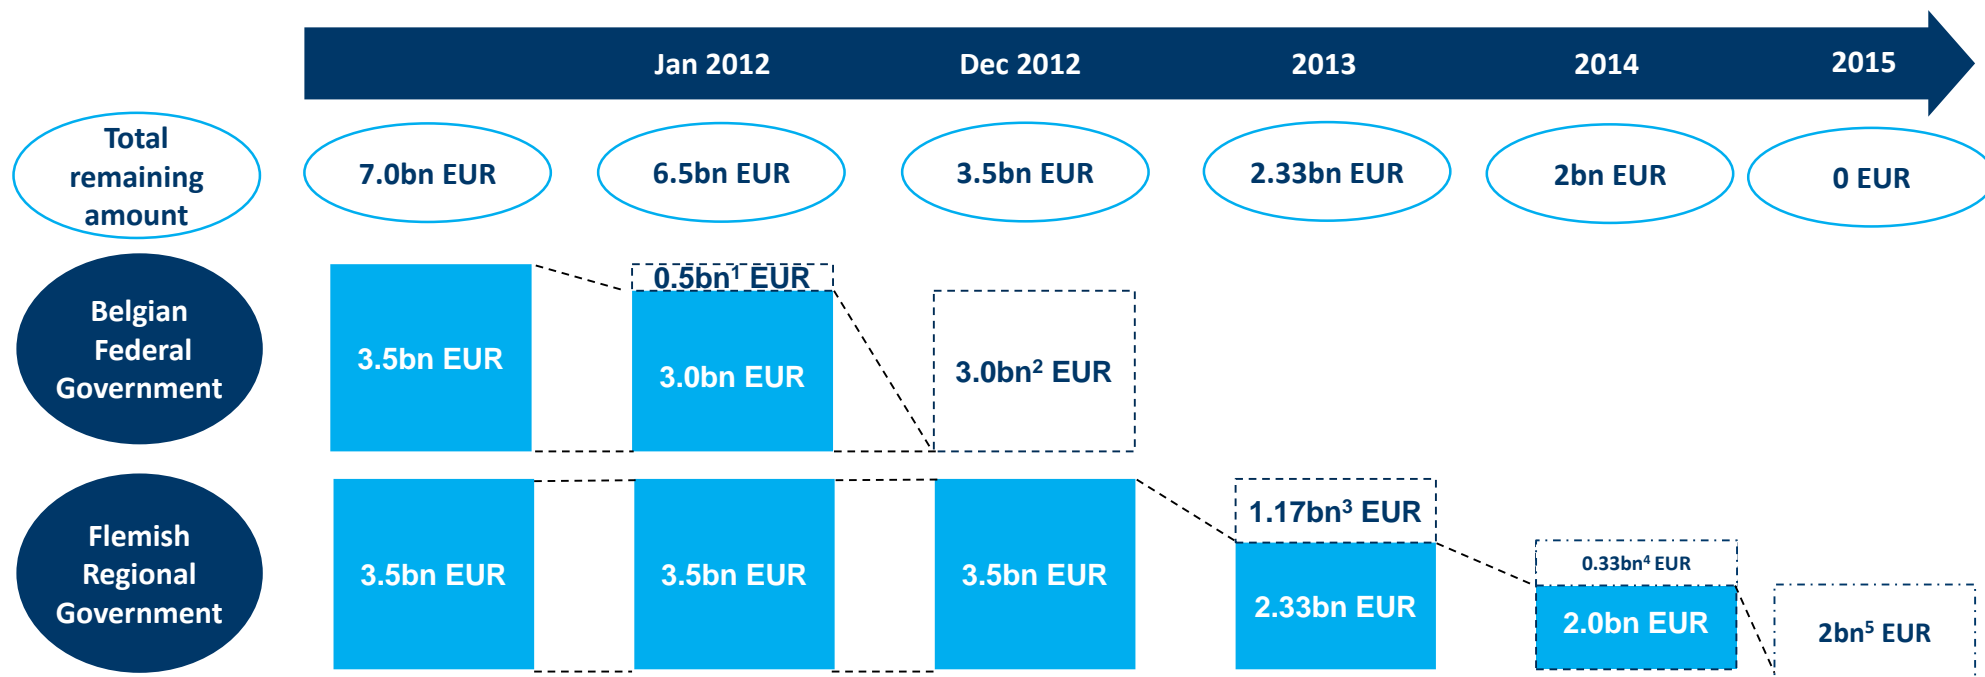 Jan 2012
Dec 2012
2013
2014
2015
Total
remaining
amount
7.0bn EUR
6.5bn EUR
3.5bn EUR
2.33bn EUR
2bn EUR
0 EUR
Belgian
Federal
Government
3.5bn EUR
0.5bn¹ EUR
3.0bn EUR
3.0bn² EUR
Flemish
Regional
Government
3.5bn EUR
3.5bn EUR
3.5bn EUR
1.17bn³ EUR
2.33bn EUR
0.33bn⁴ EUR
2.0bn EUR
2bn⁵ EUR